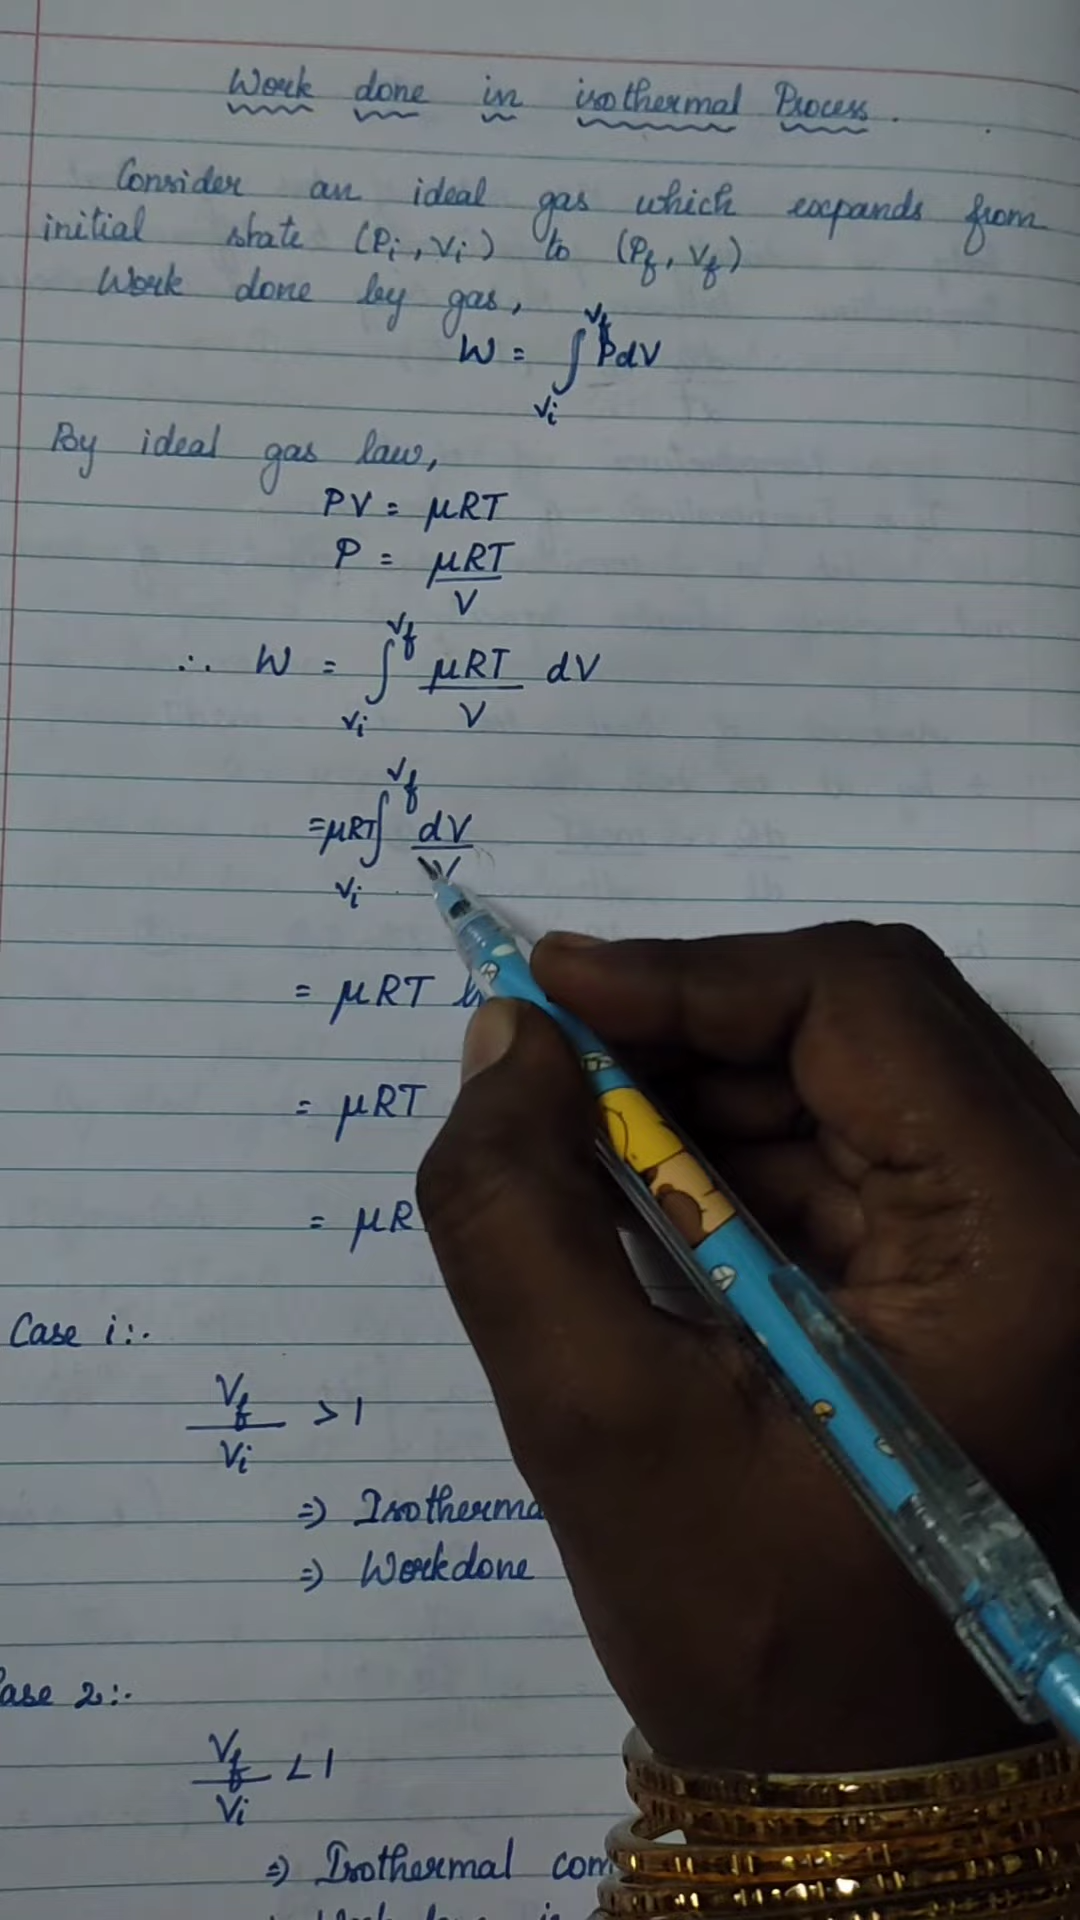 Work done in isothermal Process.
Consider an ideal gas which expands from
initial state (Pi, Vi) to (Pf, Vf)
Work done by gas,
W = ∫ Vi Vf PdV
By ideal gas law,
PV = μRT
P = μRT / V
∴ W = ∫ Vi Vf μRT / V dV
= μRT ∫ Vi Vf dV / V
= μRT
= μRT
= μR
Case i:-
Vf / Vi > 1
⇒ Isotherma
⇒ Workdone
ase 2:-
Vf / Vi < 1
⇒ Isothermal com